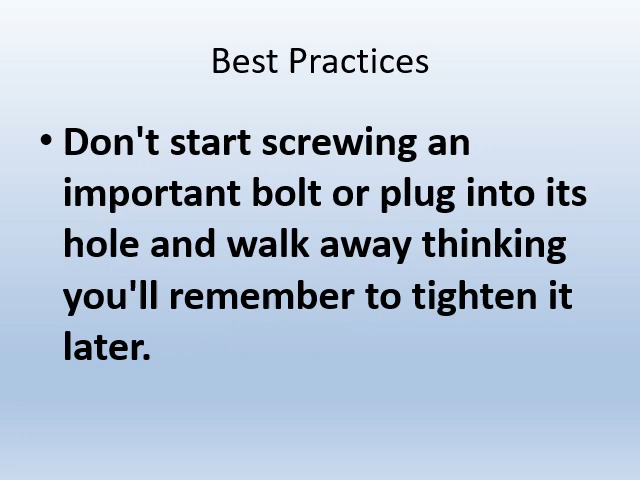 Best Practices
• Don't start screwing an
important bolt or plug into its
hole and walk away thinking
you'll remember to tighten it
later.